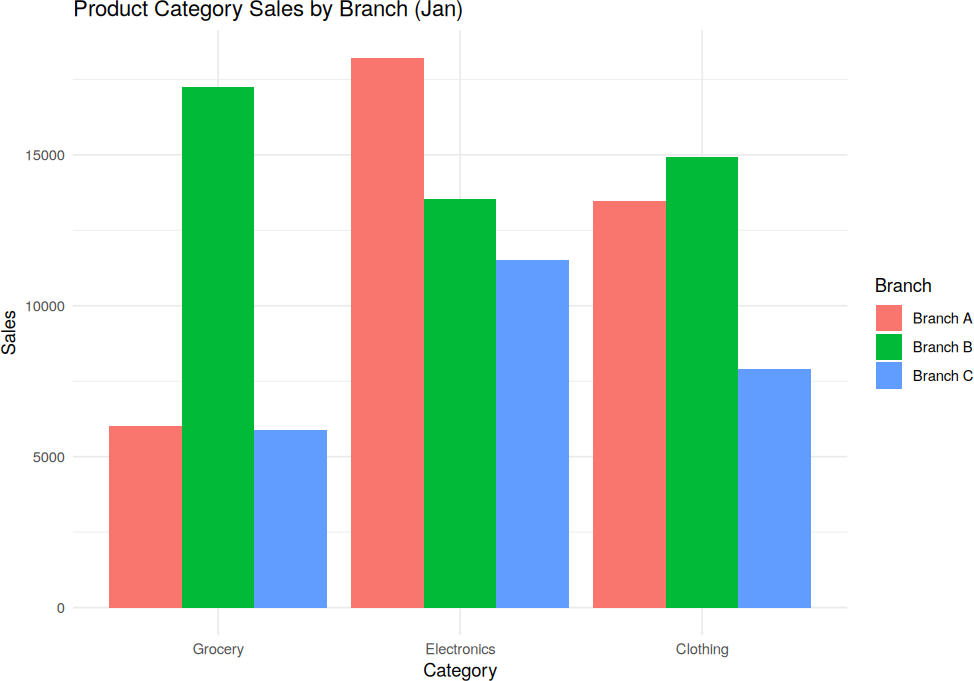 Product Category Sales by Branch (Jan)
15000
10000
5000
0
Sales
Grocery Electronics Clothing
Category
Branch
Branch A
Branch B
Branch C